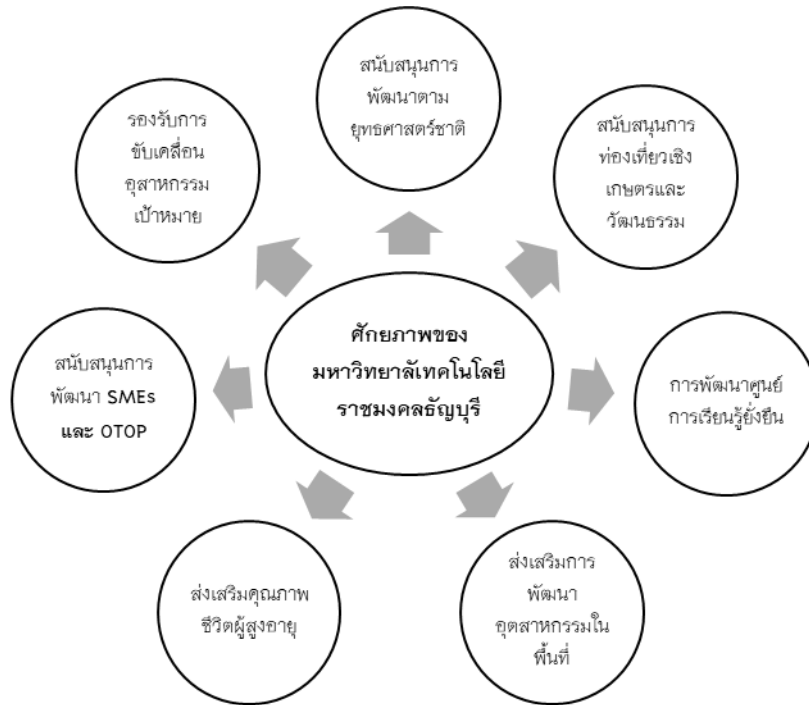 สนับสนุนการ
พัฒนาตาม
ยุทธศาสตร์ชาติ
รองรับการ
ขับเคลื่อน
อุสาหกรรม
เป้าหมาย
สนับสนุนการ
ท่องเที่ยวเชิง
เกษตรและ
วัฒนธรรม
ศักยภาพของ
มหาวิทยาลัเทคโนโลยี
ราชมงคลธัญบุรี
สนับสนุนการ
พัฒนา SMEs
และ OTOP
การพัฒนาศูนย์
การเรียนรู้ยั่งยืน
ส่งเสริมคุณภาพ
ชีวิตผู้สูงอายุ
ส่งเสริมการ
พัฒนา
อุตสาหกรรมใน
พื้นที่